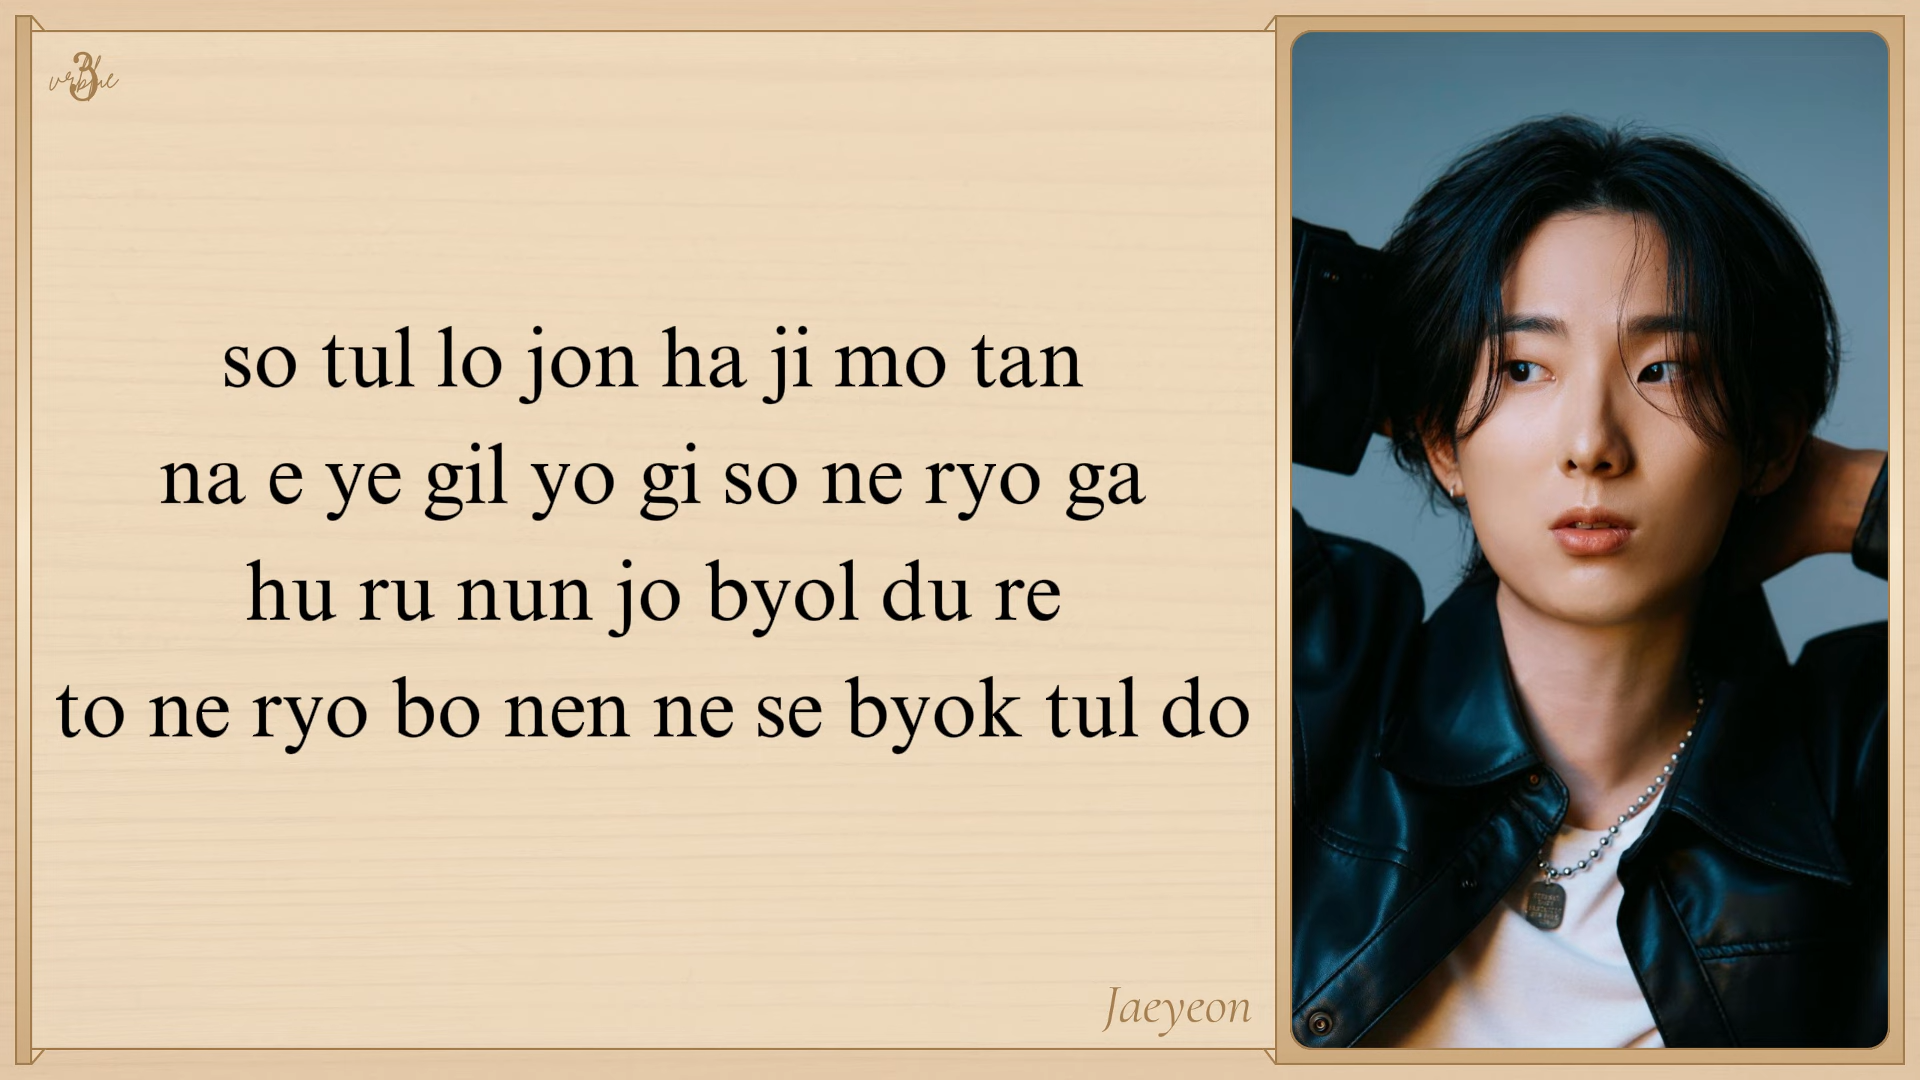 so tul lo jon ha ji mo tan
na e ye gil yo gi so ne ryo ga
hu ru nun jo byol du re
to ne ryo bo nen ne se byok tul do
Jaeyeon